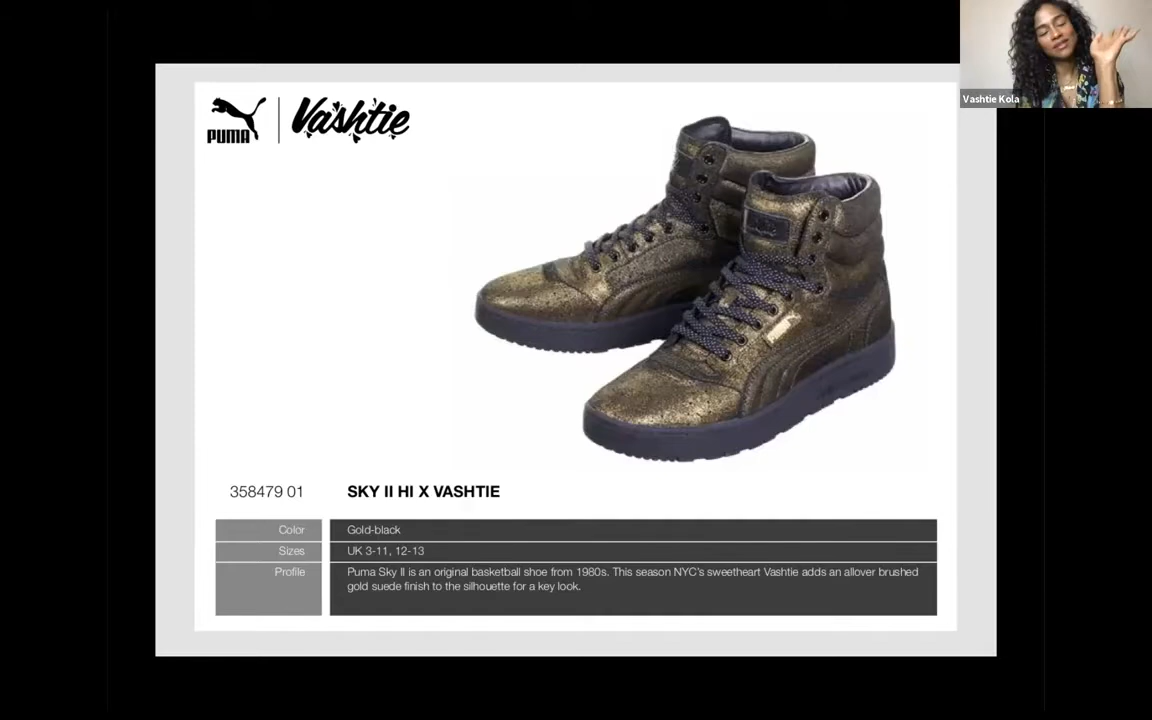 Vashtie Kola
PUMA
Vashtie
358479 01
SKY II HI X VASHTIE
Color
Gold-black
Sizes
UK 3-11, 12-13
Profile
Puma Sky II is an original basketball shoe from 1980s. This season NYC's sweetheart Vashtie adds an allover brushed
gold suede finish to the silhouette for a key look.